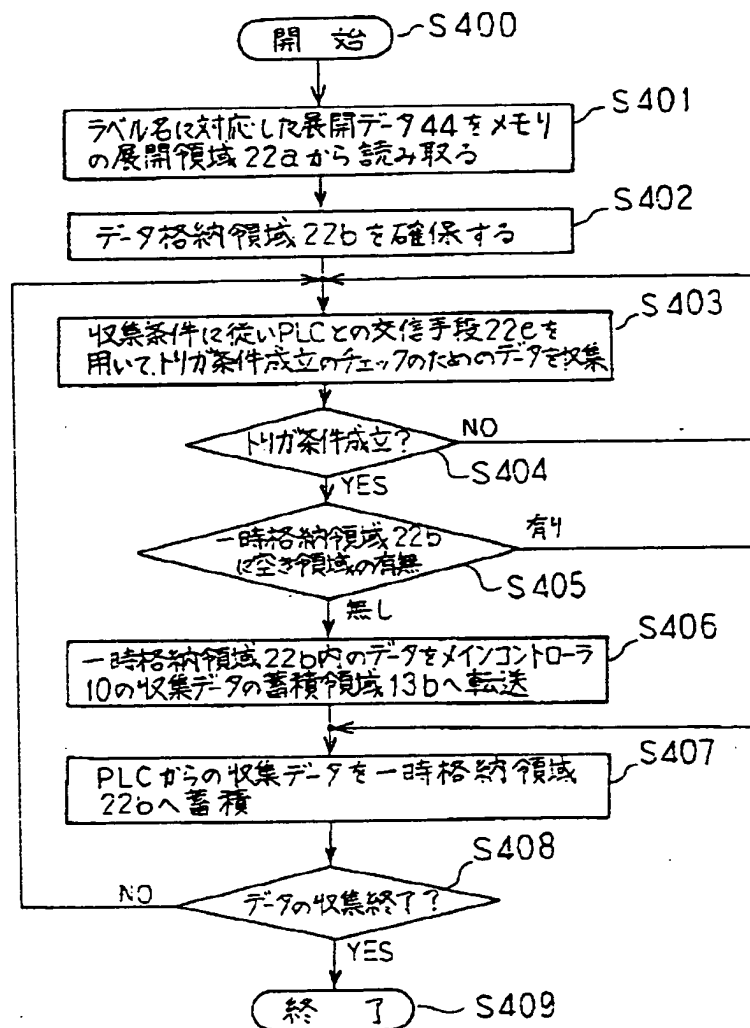 開 始
S400
S401
ラベル名に対応した展開データ44をメモリ
の展開領域22aから読み取る
S402
データ格納領域22bを確保する
S403
収集条件に従いPLCとの交信手段22eを
用いて、トリガ条件成立のチェックのためのデータを収集
トリガ条件成立?
NO
S404
YES
一時格納領域22b
に空き領域の有無
有り
S405
無し
S406
一時格納領域22b内のデータをメインコントローラ
10の収集データの蓄積領域13bへ転送
S407
PLCからの収集データを一時格納領域
22bへ蓄積
S408
NO
データの収集終了?
YES
終 了
S409